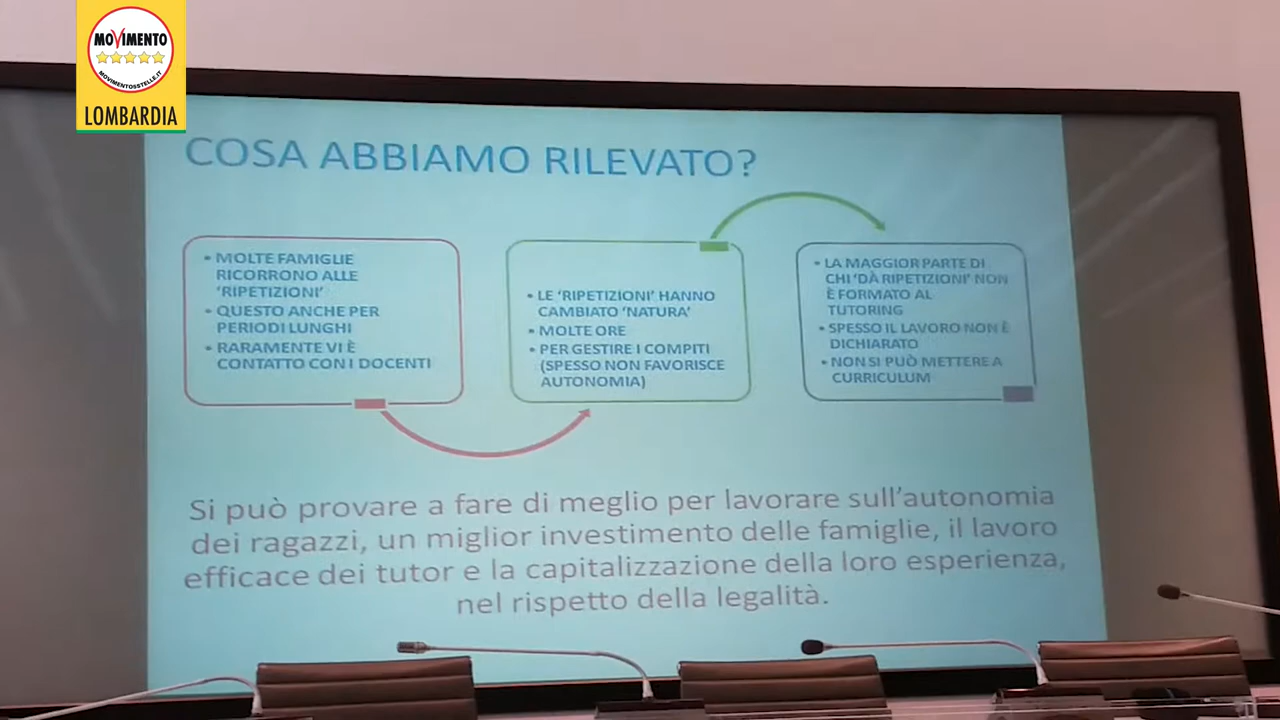 MOVIMENTO
MOVIMENTO5STELLE.IT
LOMBARDIA
COSA ABBIAMO RILEVATO?
• MOLTE FAMIGLIE
RICORRONO ALLE
‘RIPETIZIONI’
• QUESTO ANCHE PER
PERIODI LUNGHI
• RARAMENTE VI È
CONTATTO CON I DOCENTI
• LE ‘RIPETIZIONI’ HANNO
CAMBIATO ‘NATURA’
• MOLTE ORE
• PER GESTIRE I COMPITI
(SPESSO NON FAVORISCE
AUTONOMIA)
• LA MAGGIOR PARTE DI
CHI ‘DÀ RIPETIZIONI’ NON
È FORMATO AL
TUTORING
• SPESSO IL LAVORO NON È
DICHIARATO
• NON SI PUÒ METTERE A
CURRICULUM
Si può provare a fare di meglio per lavorare sull’autonomia
dei ragazzi, un miglior investimento delle famiglie, il lavoro
efficace dei tutor e la capitalizzazione della loro esperienza,
nel rispetto della legalità.